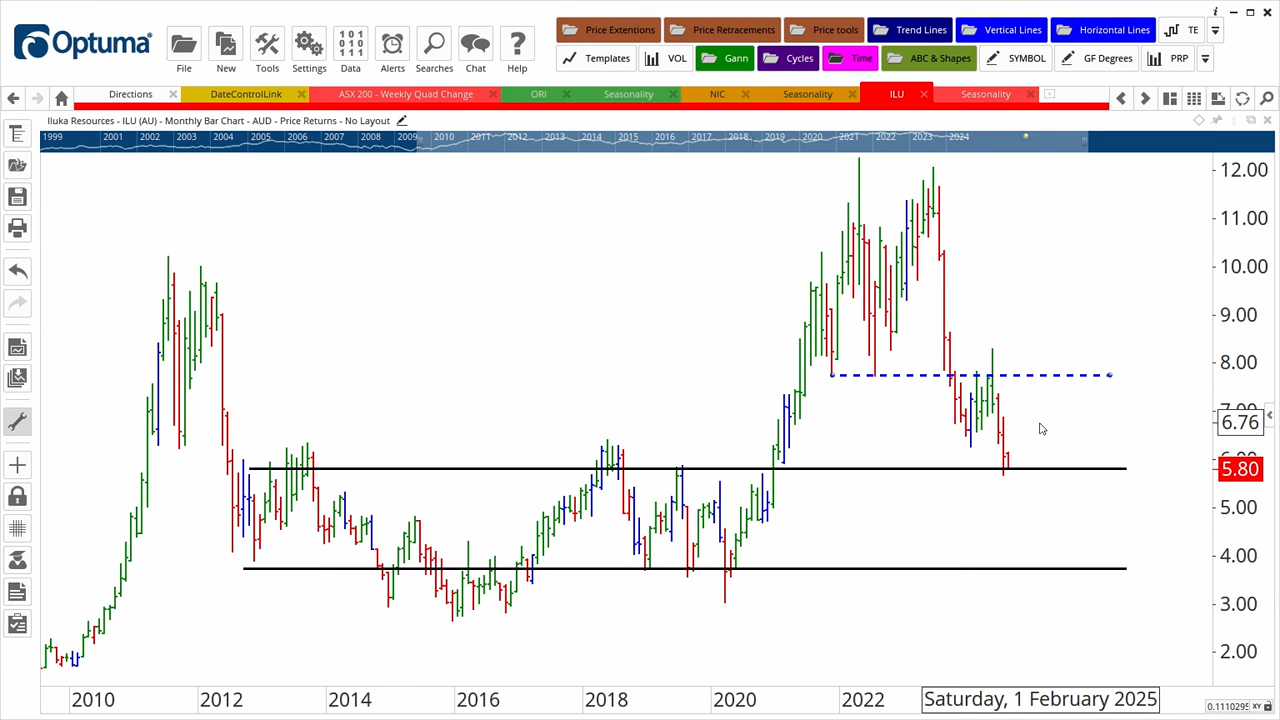 Optuma
File
New
Tools
Settings
Data
Alerts
Searches
Chat
Help
Price Extentions
Price Retracements
Price tools
Trend Lines
Vertical Lines
Horizontal Lines
TE
Templates
VOL
Gann
Cycles
Time
ABC & Shapes
SYMBOL
GF Degrees
PRP
Directions
DateControlLink
ASX 200 - Weekly Quad Change
ORI
Seasonality
NIC
Seasonality
ILU
Seasonality
Iluka Resources - ILU (AU) - Monthly Bar Chart - AUD - Price Returns - No Layout
1999 2001 2002 2003 2004 2005 2006 2007 2008 2009 2010 2011 2012 2013 2014 2015 2016 2017 2018 2019 2020 2021 2022 2023 2024
12.00
11.00
10.00
9.00
8.00
6.76
5.80
5.00
4.00
3.00
2.00
2010 2012 2014 2016 2018 2020 2022 Saturday, 1 February 2025
XY